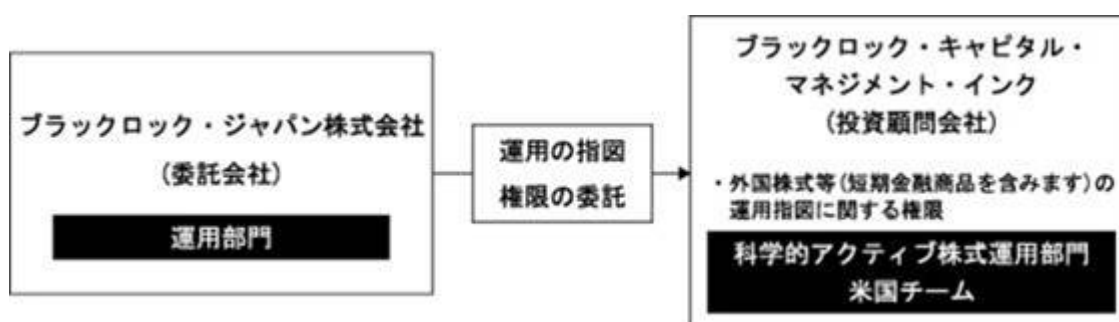 ブラックロック・ジャパン株式会社
(委託会社)
運用部門
運用の指図
権限の委託
ブラックロック・キャピタル・
マネジメント・インク
(投資顧問会社)
・外国株式等(短期金融商品を含みます)の
運用指図に関する権限
科学的アクティブ株式運用部門
米国チーム